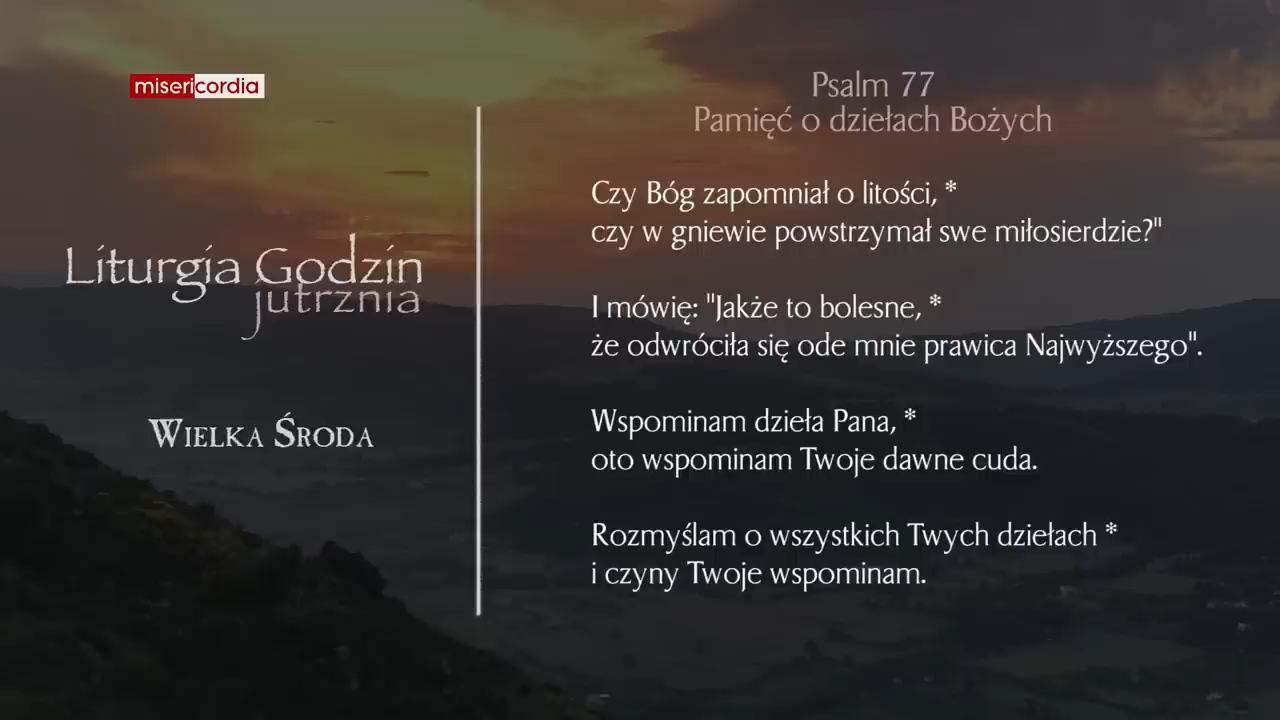 misericordia
Liturgia Godzin
jutrznia
Wielka Środa
Psalm 77
Pamięć o dziełach Bożych
Czy Bóg zapomniał o litości, *
czy w gniewie powstrzymał swe miłosierdzie?"
I mówię: "Jakże to bolesne, *
że odwróciła się ode mnie prawica Najwyższego".
Wspominam dzieła Pana, *
oto wspominam Twoje dawne cuda.
Rozmyślam o wszystkich Twych dziełach *
i czyny Twoje wspominam.